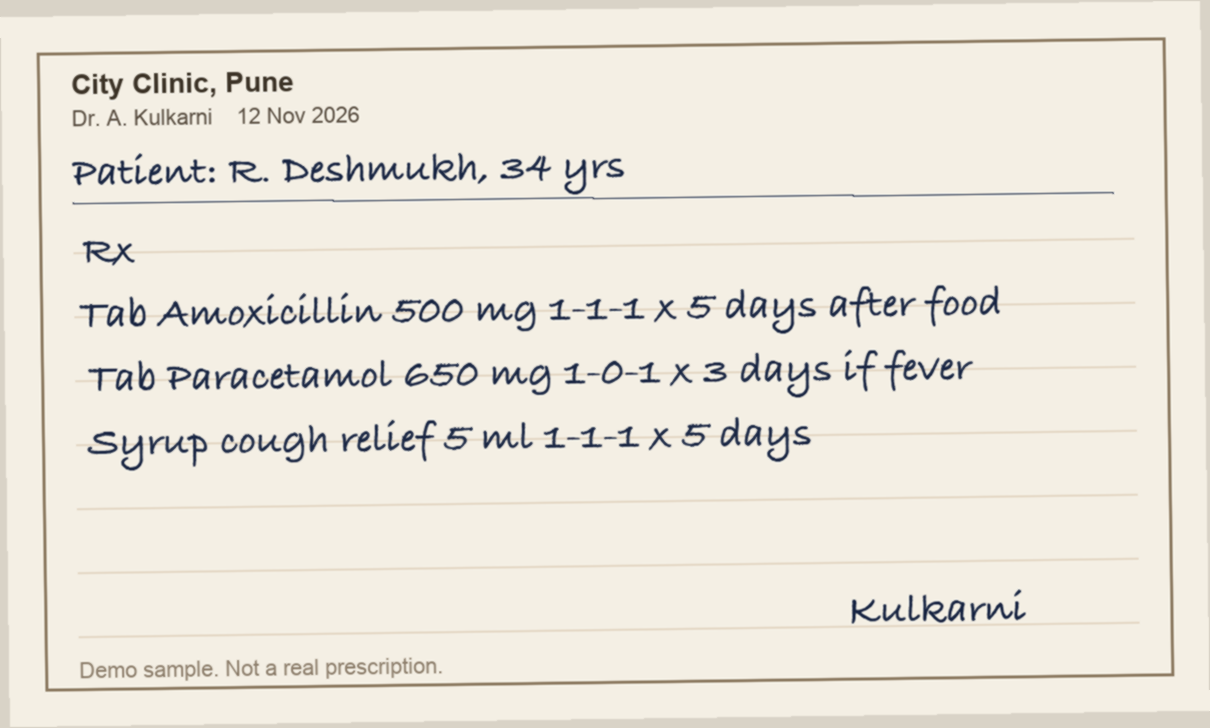 City Clinic, Pune
Dr. A. Kulkarni 12 Nov 2026
Patient: R. Deshmukh, 34 yrs
Rx
Tab Amoxicillin 500 mg 1-1-1 x 5 days after food
Tab Paracetamol 650 mg 1-0-1 x 3 days if fever
Syrup cough relief 5 ml 1-1-1 x 5 days
Kulkarni
Demo sample. Not a real prescription.